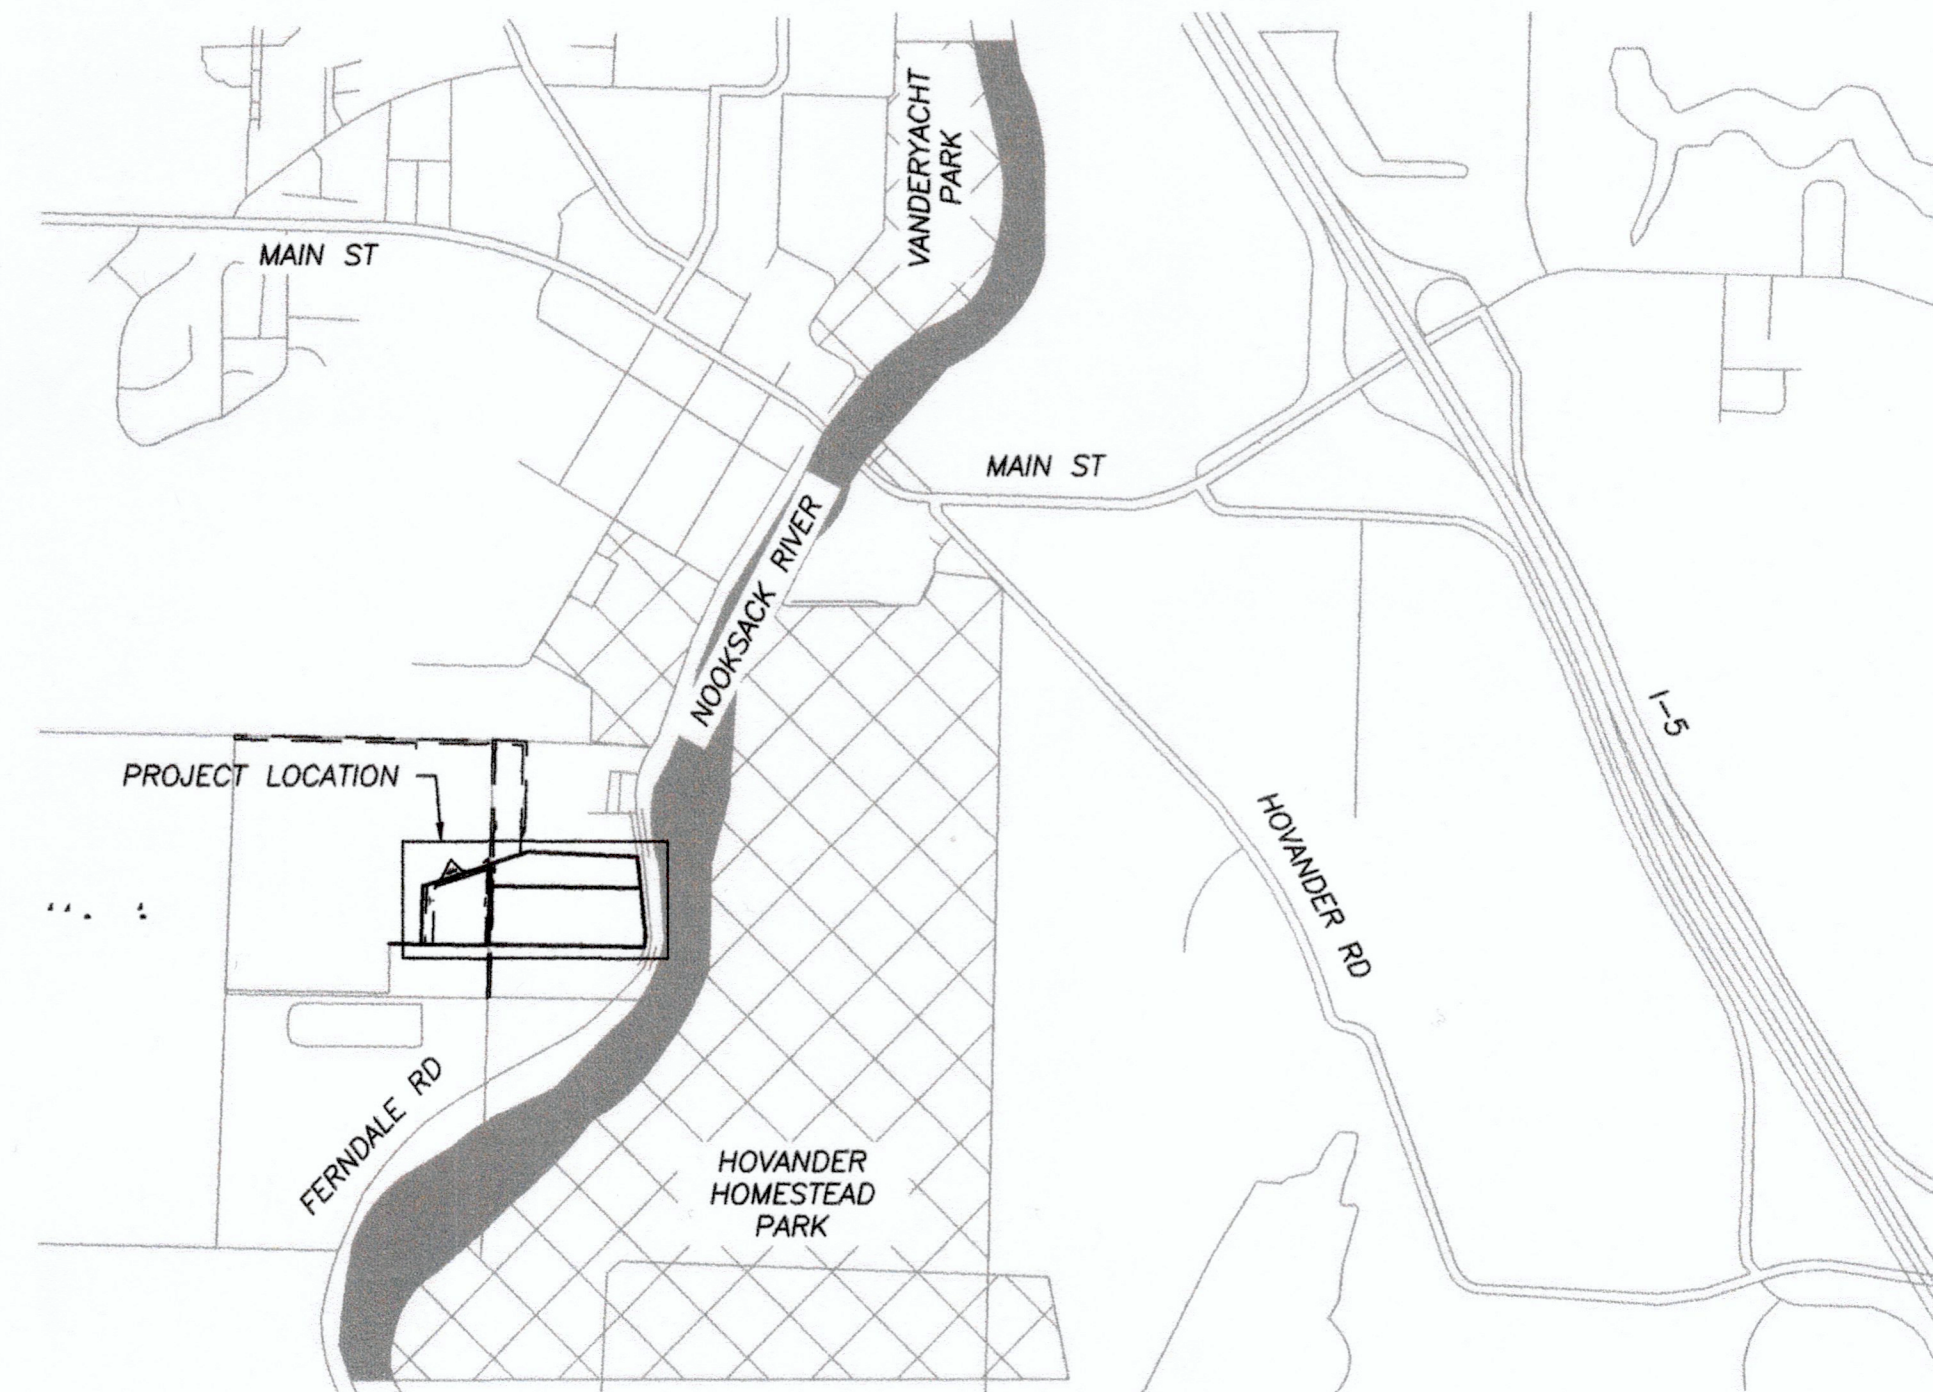 VANDERYACHT
PARK
MAIN ST
MAIN ST
NOOKSACK RIVER
I-5
PROJECT LOCATION
HOVANDER RD
FERNDALE RD
HOVANDER
HOMESTEAD
PARK